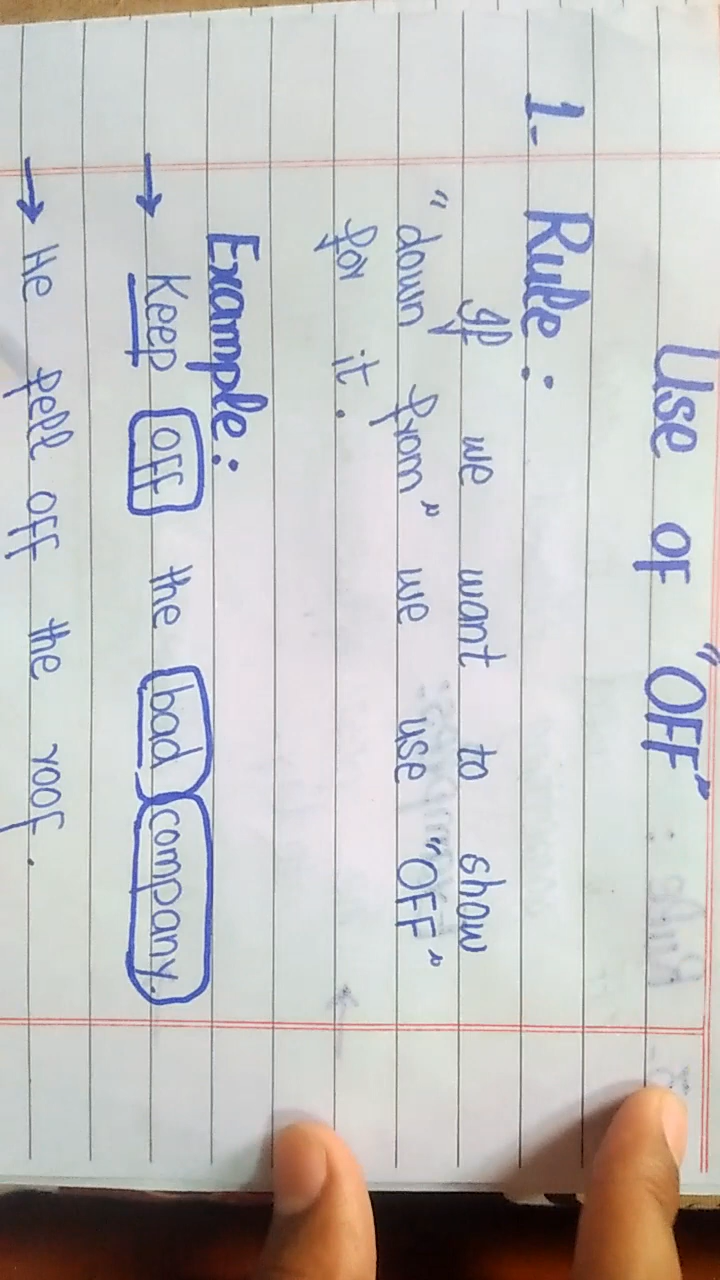 Use OF "OFF"
1. Rule:
If we want to show
"down from" we use "OFF"
for it.
Example:
→ Keep off the bad company.
→ He fell off the roof.